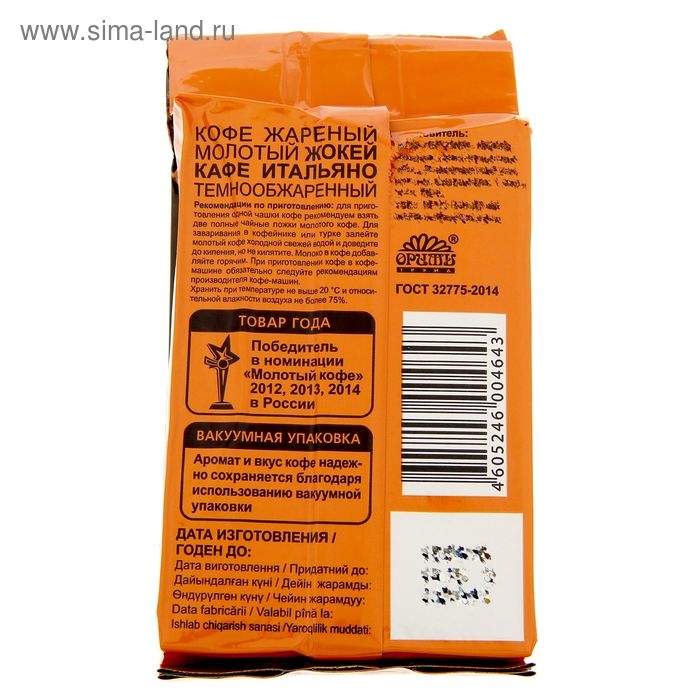 www.sima-land.ru
КОФЕ ЖАРЕНЫЙ
МОЛОТЫЙ ЖОКЕЙ
КАФЕ ИТАЛЬЯНО
ТЕМНООБЖАРЕННЫЙ
Рекомендации по приготовлению: для приго-
товления одной чашки кофе рекомендуем взять
две полные чайные ложки молотого кофе. Для
заваривания в кофейнике или турке залейте
молотый кофе холодной свежей водой и доведите
до кипения, но не кипятите. Молоко в кофе добав-
ляйте горячим. При приготовлении кофе в кофе-
машине обязательно следуйте рекомендациям
производителя кофе-машин.
Хранить при температуре не выше 20 °С и относи-
тельной влажности воздуха не более 75%.
ТОВАР ГОДА
Победитель
в номинации
«Молотый кофе»
2012, 2013, 2014
в России
ВАКУУМНАЯ УПАКОВКА
Аромат и вкус кофе надеж-
но сохраняется благодаря
использованию вакуумной
упаковки
ДАТА ИЗГОТОВЛЕНИЯ /
ГОДЕН ДО:
Дата виготовлення / Придатний до:
Дайындалған күні / Дейін жарамды:
Өндүрүлгөн күнү / Чейин жарамдуу:
Data fabricării / Valabil pînă la:
Ishlab chiqarish sanasi /Yaroqlilik muddati:
овитель:
ОРИМИ
ТРЭЙД
®
ГОСТ 32775-2014
4 605246 004643